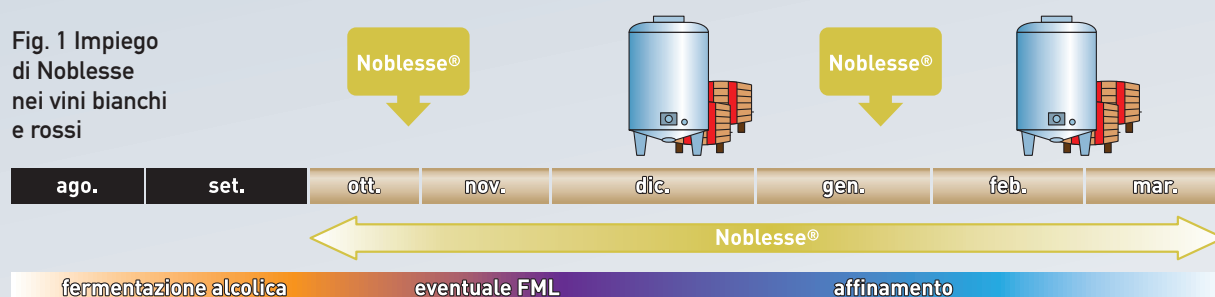 Fig. 1 Impiego
di Noblesse
nei vini bianchi
e rossi
Noblesse®
Noblesse®
ago. set. ott. nov. dic. gen. feb. mar.
Noblesse®
fermentazione alcolica eventuale FML affinamento